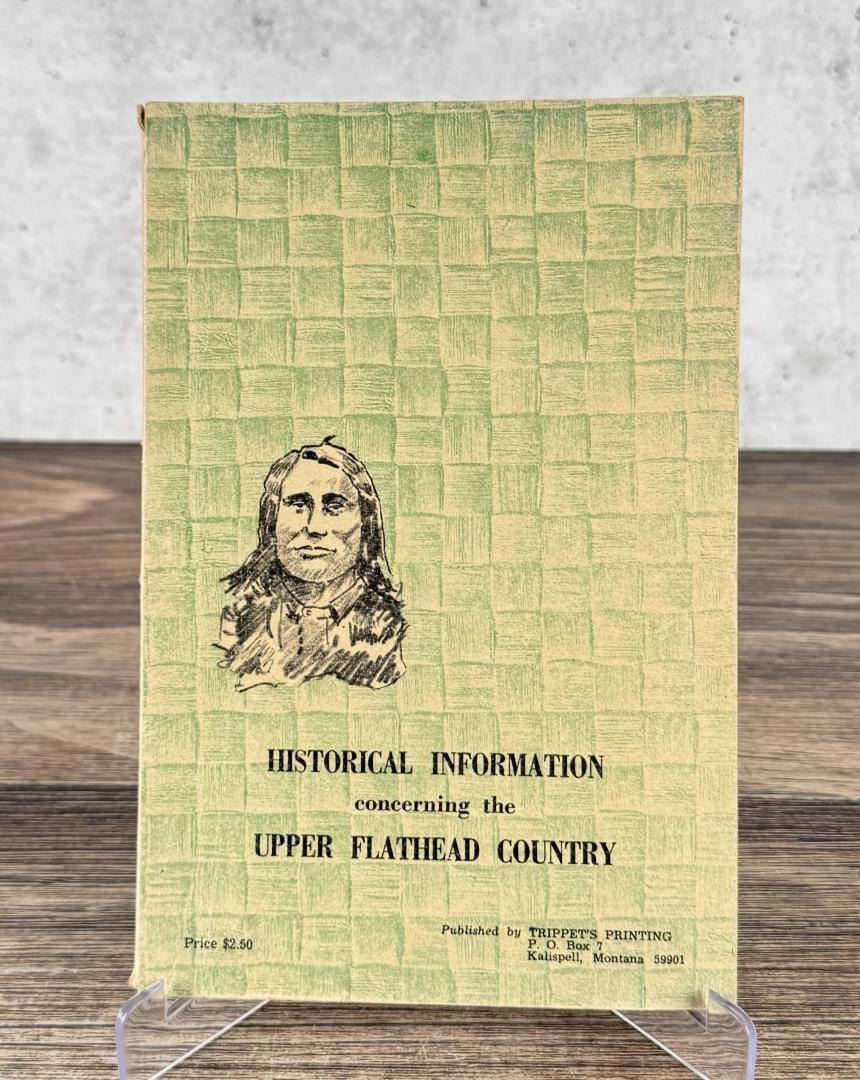 HISTORICAL INFORMATION
concerning the
UPPER FLATHEAD COUNTRY
Price $2.50
Published by TRIPPET'S PRINTING
P. O. Box 7
Kalispell, Montana 59901